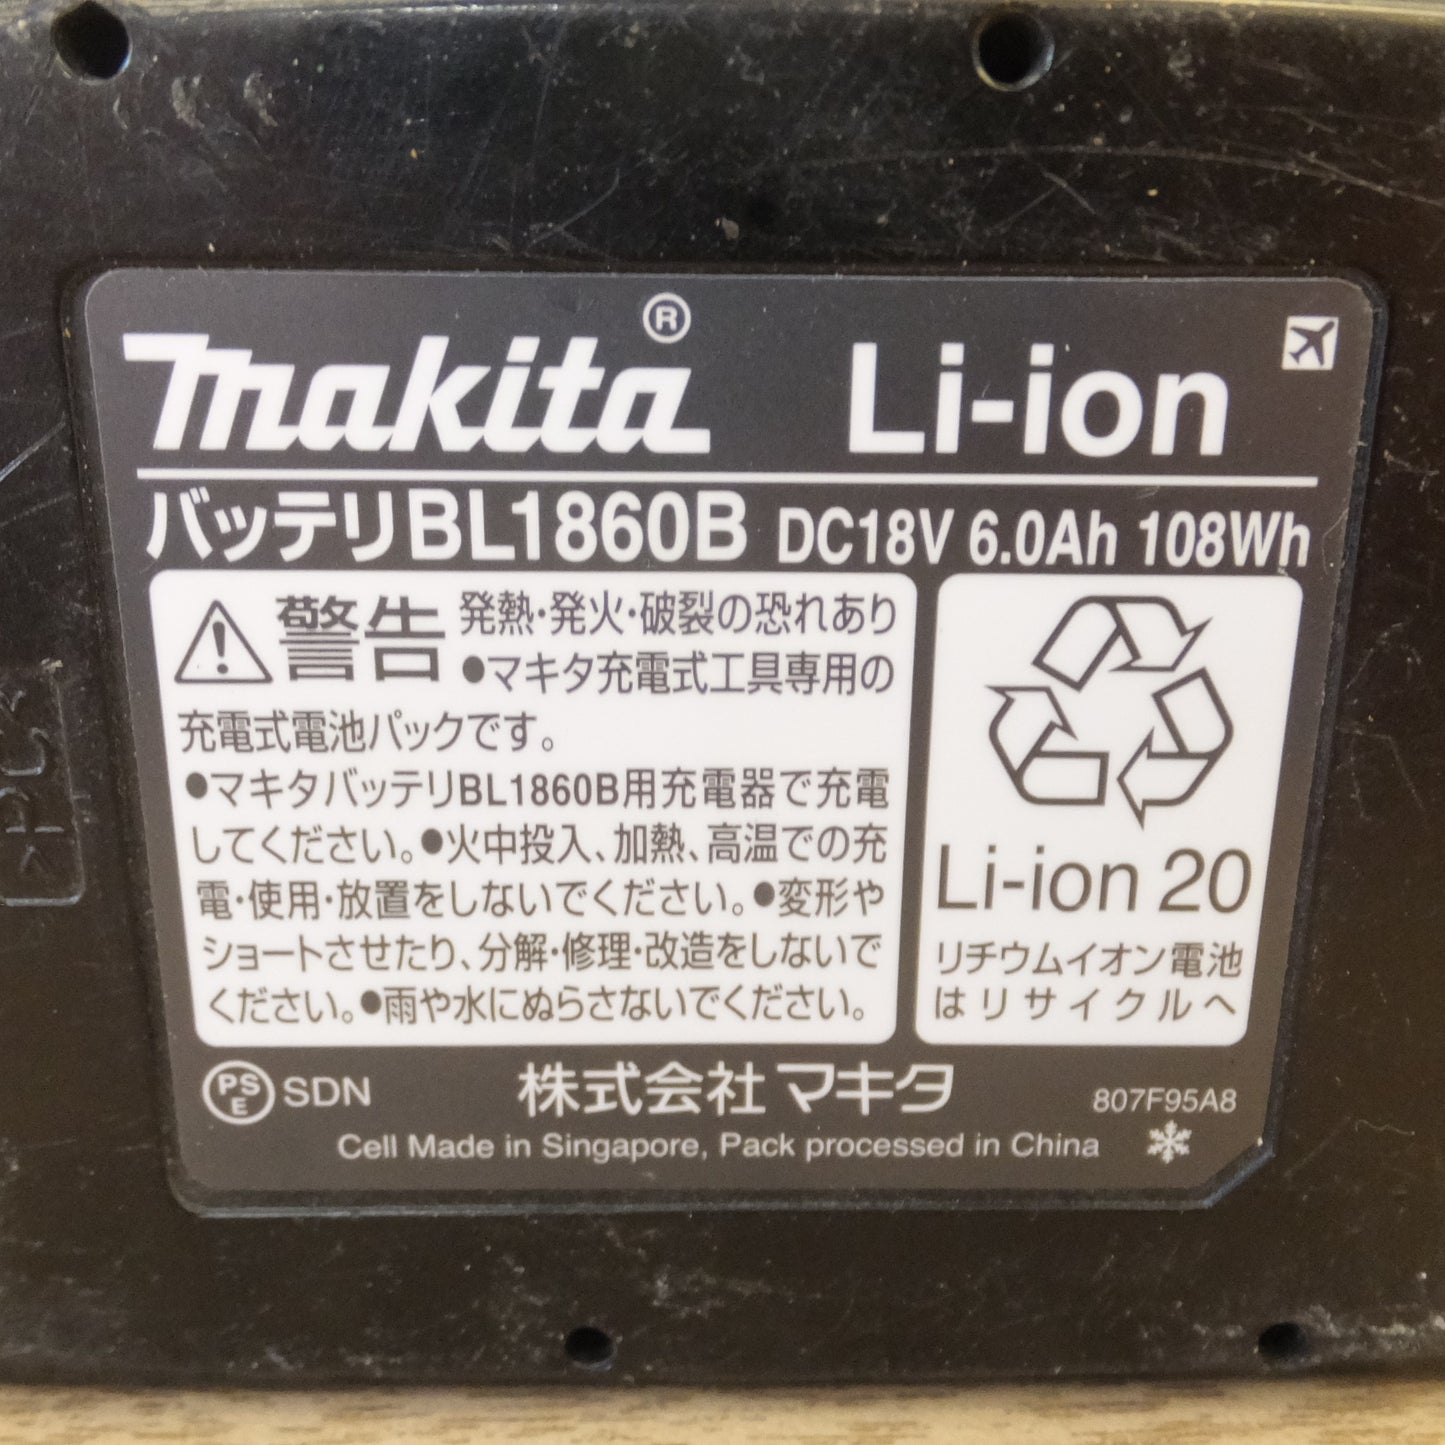 makita® Li-ion
バッテリBL1860B DC18V 6.0Ah 108Wh
警告 発熱・発火・破裂の恐れあり
●マキタ充電式工具専用の
充電式電池パックです。
●マキタバッテリBL1860B用充電器で充電
してください。●火中投入、加熱、高温での充
電・使用・放置をしないでください。●変形や
ショートさせたり、分解・修理・改造をしないで
ください。●雨や水にぬらさないでください。
Li-ion 20
リチウムイオン電池
はリサイクルへ
PSE SDN 株式会社マキタ 807F95A8
Cell Made in Singapore, Pack processed in China